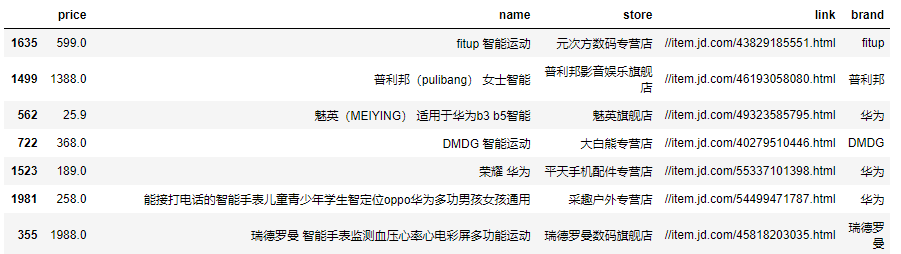 price name store link brand
1635 599.0 fitup 智能运动 元次方数码专营店 //item.jd.com/43829185551.html fitup
1499 1388.0 普利邦（pulibang） 女士智能 普利邦影音娱乐旗舰店 //item.jd.com/46193058080.html 普利邦
562 25.9 魅英（MEIYING） 适用于华为b3 b5智能 魅英旗舰店 //item.jd.com/49323585795.html 华为
722 368.0 DMDG 智能运动 大白熊专营店 //item.jd.com/40279510446.html DMDG
1523 189.0 荣耀 华为 平天手机配件专营店 //item.jd.com/55337101398.html 华为
1981 258.0 能接打电话的智能手表儿童青少年学生智定位oppo华为多功男孩女孩通用 采趣户外专营店 //item.jd.com/54499471787.html 华为
355 1988.0 瑞德罗曼 智能手表监测血压心率心电彩屏多功能运动 瑞德罗曼数码旗舰店 //item.jd.com/45818203035.html 瑞德罗曼